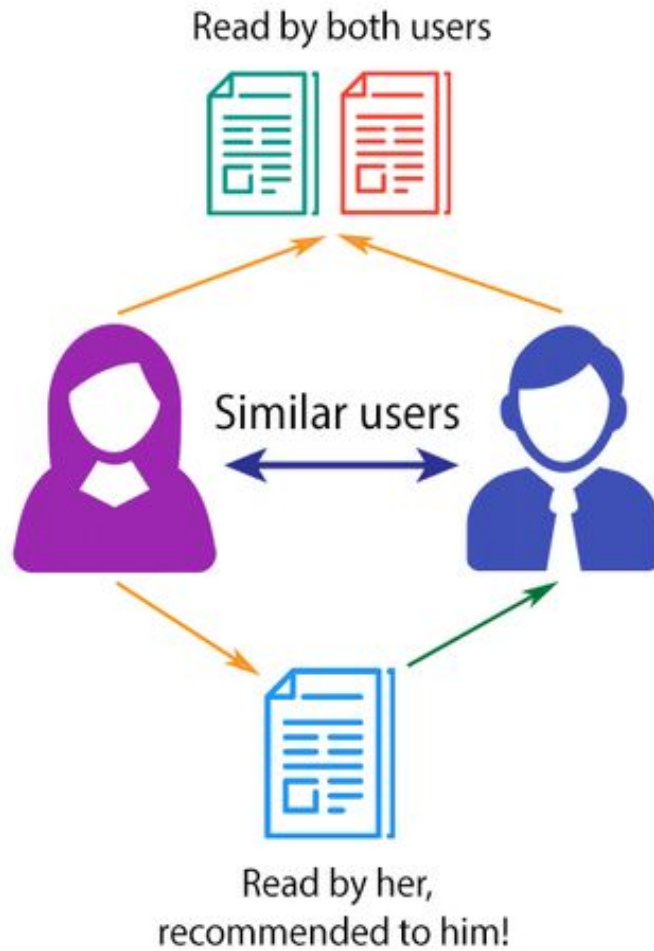 Read by both users
Similar users
Read by her,
recommended to him!